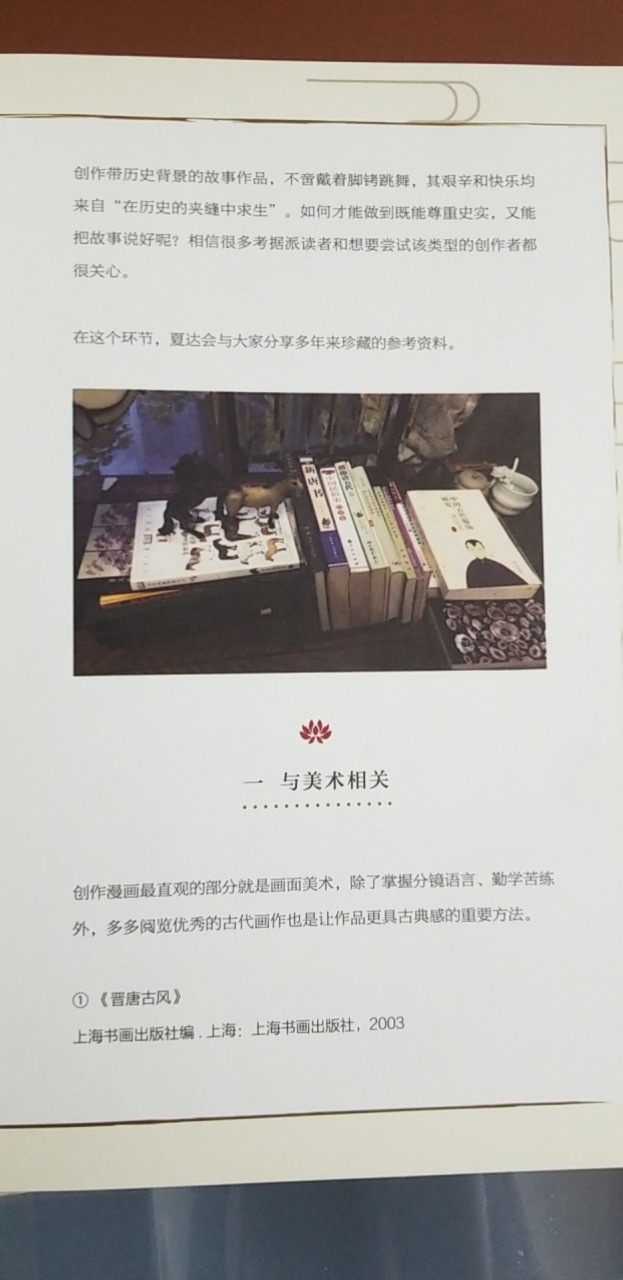 创作带历史背景的故事作品，不啻戴着脚铐跳舞，其艰辛和快乐均
来自“在历史的夹缝中求生”。如何才能做到既能尊重史实，又能
把故事说好呢？相信很多考据派读者和想要尝试该类型的创作者都
很关心。
在这个环节，夏达会与大家分享多年来珍藏的参考资料。
新唐书
一 与美术相关
创作漫画最直观的部分就是画面美术，除了掌握分镜语言、勤学苦练
外，多多阅览优秀的古代画作也是让作品更具古典感的重要方法。
①《晋唐古风》
上海书画出版社编 . 上海：上海书画出版社，2003